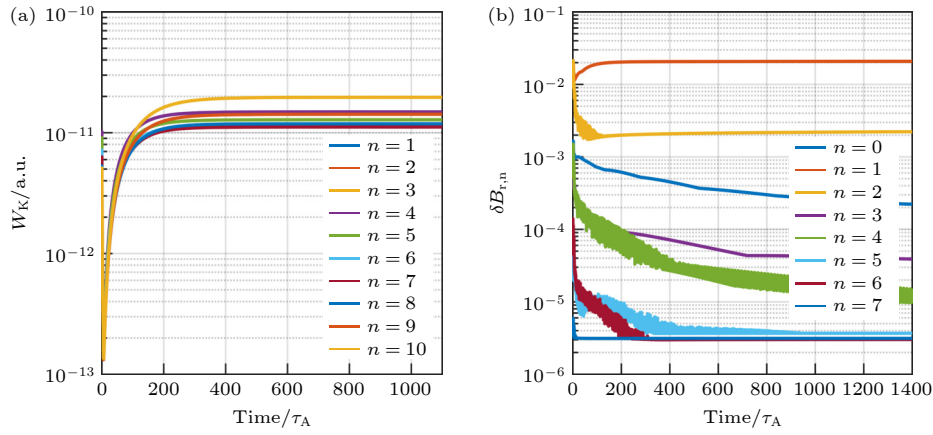 (a)
10⁻¹⁰
10⁻¹¹
10⁻¹²
10⁻¹³
W_K/a.u.
n = 1
n = 2
n = 3
n = 4
n = 5
n = 6
n = 7
n = 8
n = 9
n = 10
0 200 400 600 800 1000
Time/τ_A
(b)
10⁻¹
10⁻²
10⁻³
10⁻⁴
10⁻⁵
10⁻⁶
δB_r,n
n = 0
n = 1
n = 2
n = 3
n = 4
n = 5
n = 6
n = 7
0 200 400 600 800 1000 1200 1400
Time/τ_A